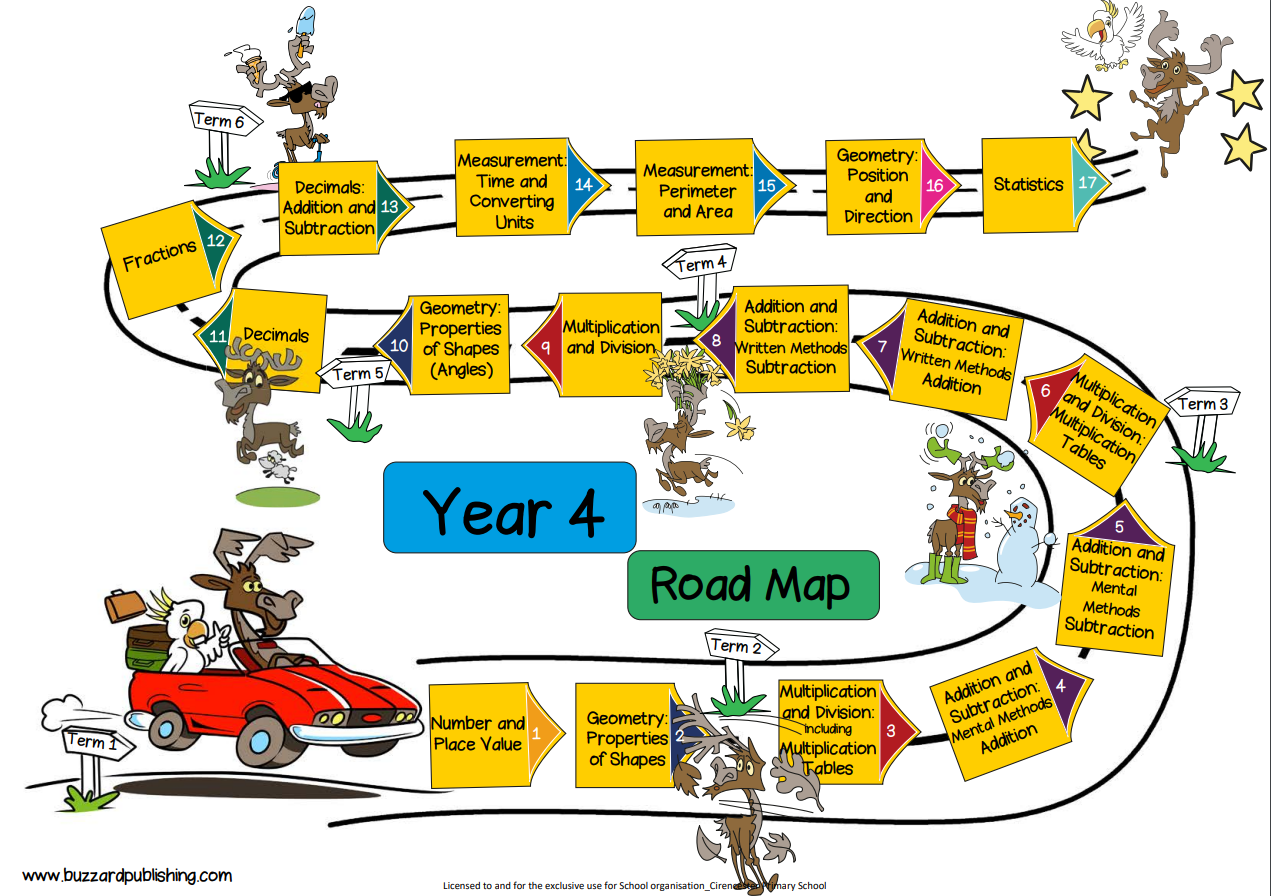 Term 6
Decimals:
Addition and
Subtraction
13
Measurement:
Time and
Converting
Units
14
Measurement:
Perimeter
and Area
15
Geometry:
Position
and
Direction
16
Statistics
17
Fractions
12
11
Decimals
Term 5
10
Geometry:
Properties
of Shapes
(Angles)
9
Multiplication
and Division
Term 4
8
Addition and
Subtraction:
Written Methods
Subtraction
7
Addition and
Subtraction:
Written Methods
Addition
6
Multiplication
and Division:
Multiplication
Tables
Term 3
5
Addition and
Subtraction:
Mental
Methods
Subtraction
Year 4
Road Map
Term 1
Number and
Place Value
1
Geometry:
Properties
of Shapes
2
Term 2
Multiplication
and Division:
including
Multiplication
Tables
3
Addition and
Subtraction:
Mental Methods
Addition
4
www.buzzardpublishing.com
Licensed to and for the exclusive use for School organisation_Cirencester Primary School